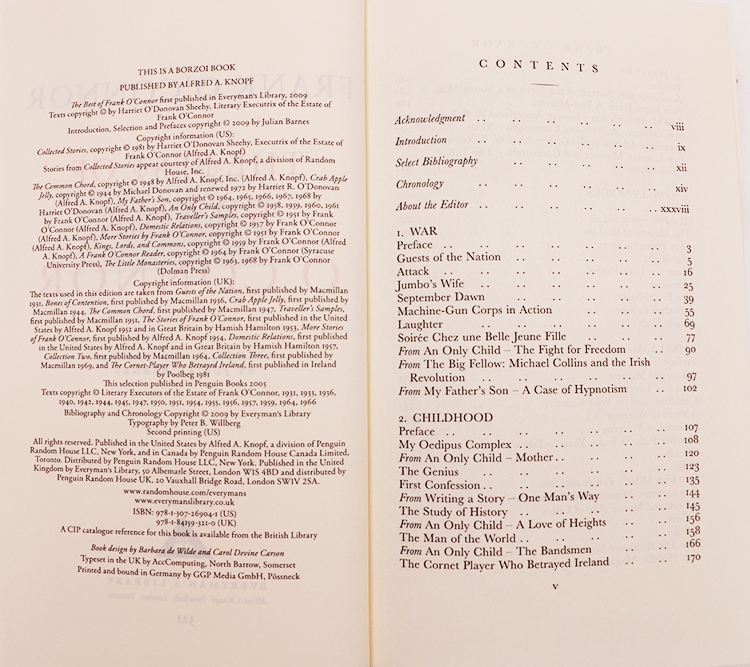 THIS IS A BORZOI BOOK
PUBLISHED BY ALFRED A. KNOPF
The Best of Frank O'Connor first published in Everyman's Library, 2009
Texts copyright © by Harriet O'Donovan Sheehy, Literary Executrix of the Estate of
Frank O'Connor
Introduction, Selection and Prefaces copyright © 2009 by Julian Barnes
Copyright information (US):
Collected Stories, copyright © 1981 by Harriet O'Donovan Sheehy, Executrix of the Estate of
Frank O'Connor (Alfred A. Knopf)
Stories from Collected Stories appear courtesy of Alfred A. Knopf, a division of Random
House, Inc.
The Common Chord, copyright © 1948 by Alfred A. Knopf, Inc. (Alfred A. Knopf), Crab Apple
Jelly, copyright © 1944 by Michael Donovan and renewed 1972 by Harriet R. O'Donovan
(Alfred A. Knopf), My Father's Son, copyright © 1964, 1965, 1966, 1967, 1968 by
Harriet O'Donovan (Alfred A. Knopf), An Only Child, copyright © 1958, 1959, 1960, 1961
by Frank O'Connor (Alfred A. Knopf), Traveller's Samples, copyright © 1951 by Frank
O'Connor (Alfred A. Knopf), Domestic Relations, copyright © 1957 by Frank O'Connor
(Alfred A. Knopf), More Stories by Frank O'Connor, copyright © 1951 by Frank O'Connor
(Alfred A. Knopf), Kings, Lords, and Commons, copyright © 1959 by Frank O'Connor (Alfred
A. Knopf), A Frank O'Connor Reader, copyright © 1964 by Frank O'Connor (Syracuse
University Press), The Little Monasteries, copyright © 1963, 1968 by Frank O'Connor
(Dolman Press)
Copyright information (UK):
The texts used in this edition are taken from Guests of the Nation, first published by Macmillan
1931, Bones of Contention, first published by Macmillan 1936, Crab Apple Jelly, first published by
Macmillan 1944, The Common Chord, first published by Macmillan 1947, Traveller's Samples,
first published by Macmillan 1951, The Stories of Frank O'Connor, first published in the United
States by Alfred A. Knopf 1952 and in Great Britain by Hamish Hamilton 1953, More Stories
of Frank O'Connor, first published by Alfred A. Knopf 1954, Domestic Relations, first published
in the United States by Alfred A. Knopf and in Great Britain by Hamish Hamilton 1957,
Collection Two, first published by Macmillan 1964, Collection Three, first published by
Macmillan 1969, and The Cornet-Player Who Betrayed Ireland, first published in Ireland
by Poolbeg 1981
This selection published in Penguin Books 2005
Texts copyright © Literary Executors of the Estate of Frank O'Connor, 1931, 1933, 1936,
1940, 1942, 1944, 1945, 1947, 1950, 1951, 1954, 1955, 1956, 1957, 1959, 1964, 1966
Bibliography and Chronology Copyright © 2009 by Everyman's Library
Typography by Peter B. Willberg
Second printing (US)
All rights reserved. Published in the United States by Alfred A. Knopf, a division of Penguin
Random House LLC, New York, and in Canada by Penguin Random House Canada Limited,
Toronto. Distributed by Penguin Random House LLC, New York. Published in the United
Kingdom by Everyman's Library, 50 Albemarle Street, London W1S 4BD and distributed by
Penguin Random House UK, 20 Vauxhall Bridge Road, London SW1V 2SA.
www.randomhouse.com/everymans
www.everymanslibrary.co.uk
ISBN: 978-1-307-26904-1 (US)
978-1-84159-321-0 (UK)
A CIP catalogue reference for this book is available from the British Library
Book design by Barbara de Wilde and Carol Devine Carson
Typeset in the UK by AccComputing, North Barrow, Somerset
Printed and bound in Germany by GGP Media GmbH, Pössneck
CONTENTS
Acknowledgment .. .. .. .. .. viii
Introduction .. .. .. .. .. ix
Select Bibliography .. .. .. .. xii
Chronology .. .. .. .. .. xiv
About the Editor .. .. .. .. ..xxxviii
1. WAR
Preface .. .. .. .. .. .. 3
Guests of the Nation .. .. .. .. 5
Attack .. .. .. .. .. .. 16
Jumbo's Wife .. .. .. .. .. 25
September Dawn .. .. .. .. .. 39
Machine-Gun Corps in Action .. .. .. 55
Laughter .. .. .. .. .. .. 69
Soirée Chez une Belle Jeune Fille .. .. 77
From An Only Child – The Fight for Freedom .. 90
From The Big Fellow: Michael Collins and the Irish
Revolution .. .. .. .. .. 97
From My Father's Son – A Case of Hypnotism .. 102
2. CHILDHOOD
Preface .. .. .. .. .. .. 107
My Oedipus Complex .. .. .. .. 108
From An Only Child – Mother .. .. .. 120
The Genius .. .. .. .. .. 123
First Confession .. .. .. .. .. 135
From Writing a Story – One Man's Way .. .. 144
The Study of History .. .. .. .. 145
From An Only Child – A Love of Heights .. .. 156
The Man of the World .. .. .. .. 158
From An Only Child – The Bandsmen .. .. 166
The Cornet Player Who Betrayed Ireland .. .. 170
v